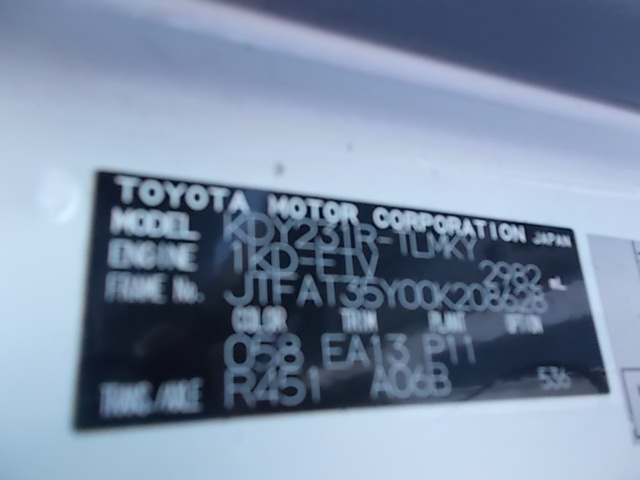 TOYOTA MOTOR CORPORATION JAPAN
MODEL KDY231R-TLMKY
ENGINE 1KD-FTV 2982 mL
FRAME No. JTFAT35Y00K208628
COLOR TRIM PLANT OPTION
058 EA13 P11
TRANS/AXLE R451 A06B 536